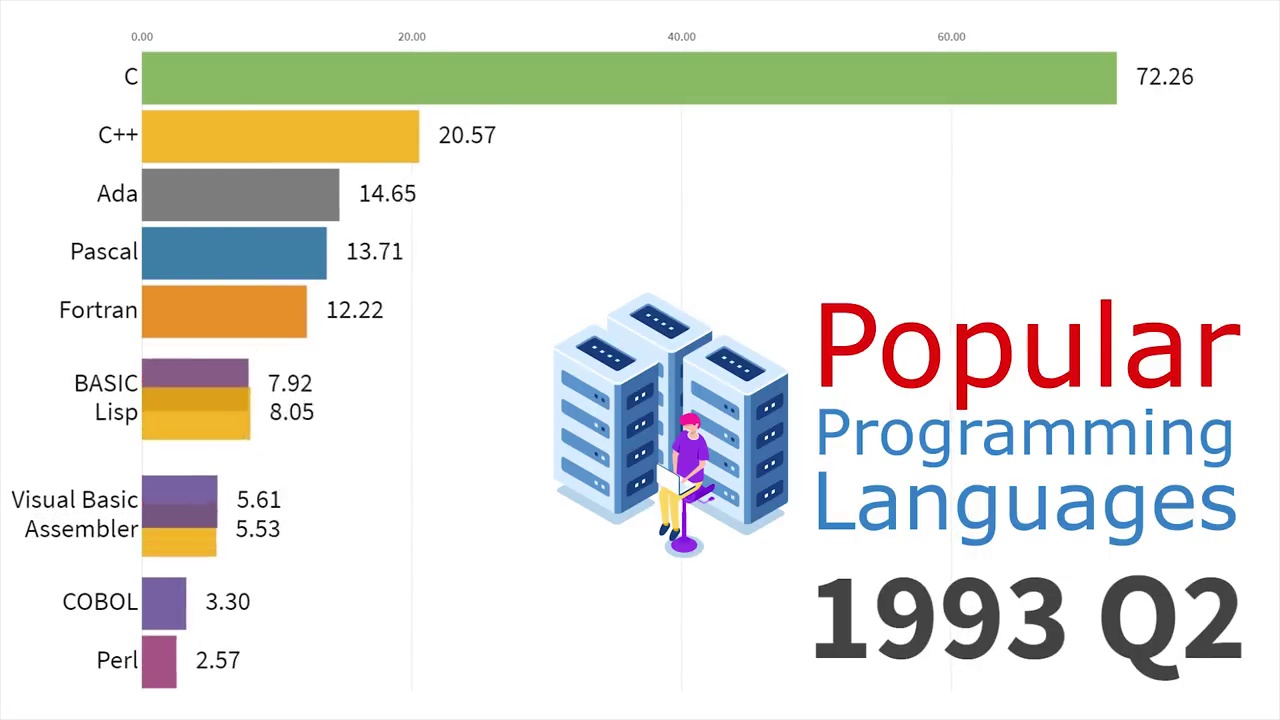 0.00 20.00 40.00 60.00
C 72.26
C++ 20.57
Ada 14.65
Pascal 13.71
Fortran 12.22
BASIC 7.92
Lisp 8.05
Visual Basic 5.61
Assembler 5.53
COBOL 3.30
Perl 2.57
Popular
Programming
Languages
1993 Q2